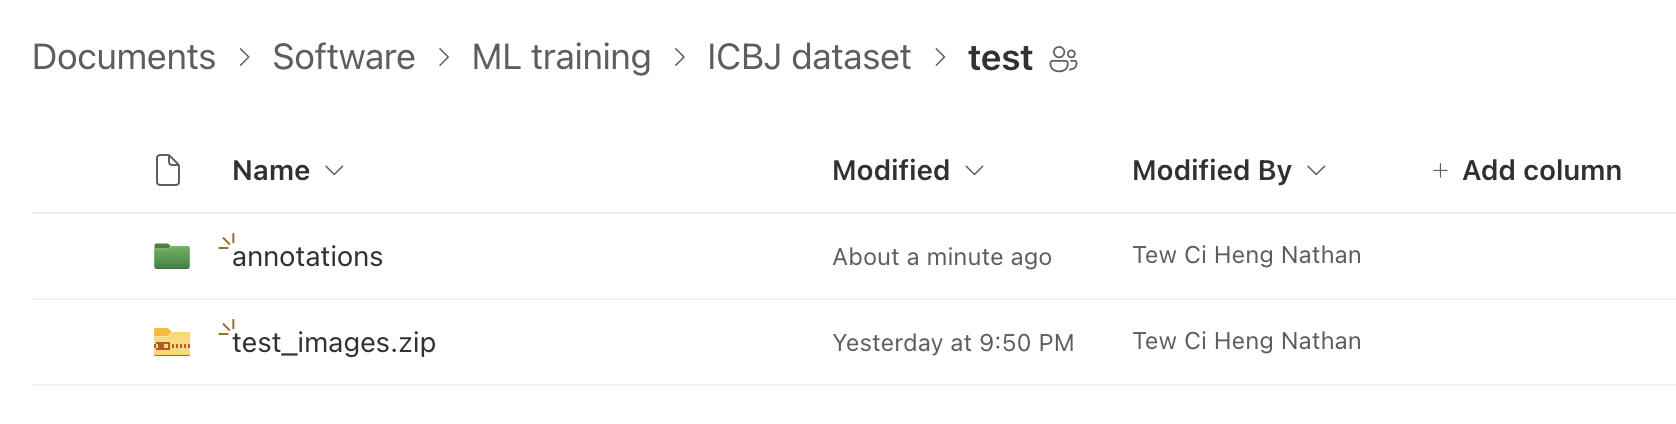 Documents > Software > ML training > ICBJ dataset > test
Name Modified Modified By + Add column
annotations About a minute ago Tew Ci Heng Nathan
test_images.zip Yesterday at 9:50 PM Tew Ci Heng Nathan